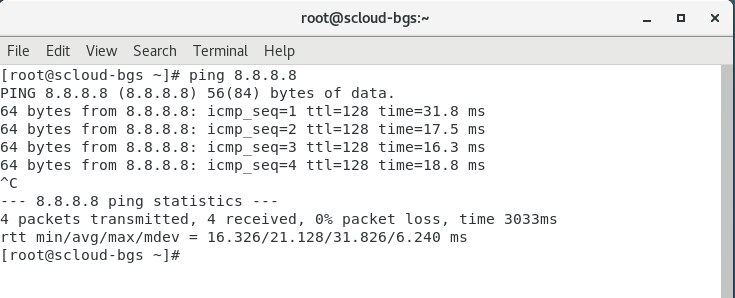 root@scloud-bgs:~
File Edit View Search Terminal Help
[root@scloud-bgs ~]# ping 8.8.8.8
PING 8.8.8.8 (8.8.8.8) 56(84) bytes of data.
64 bytes from 8.8.8.8: icmp_seq=1 ttl=128 time=31.8 ms
64 bytes from 8.8.8.8: icmp_seq=2 ttl=128 time=17.5 ms
64 bytes from 8.8.8.8: icmp_seq=3 ttl=128 time=16.3 ms
64 bytes from 8.8.8.8: icmp_seq=4 ttl=128 time=18.8 ms
^C
--- 8.8.8.8 ping statistics ---
4 packets transmitted, 4 received, 0% packet loss, time 3033ms
rtt min/avg/max/mdev = 16.326/21.128/31.826/6.240 ms
[root@scloud-bgs ~]#